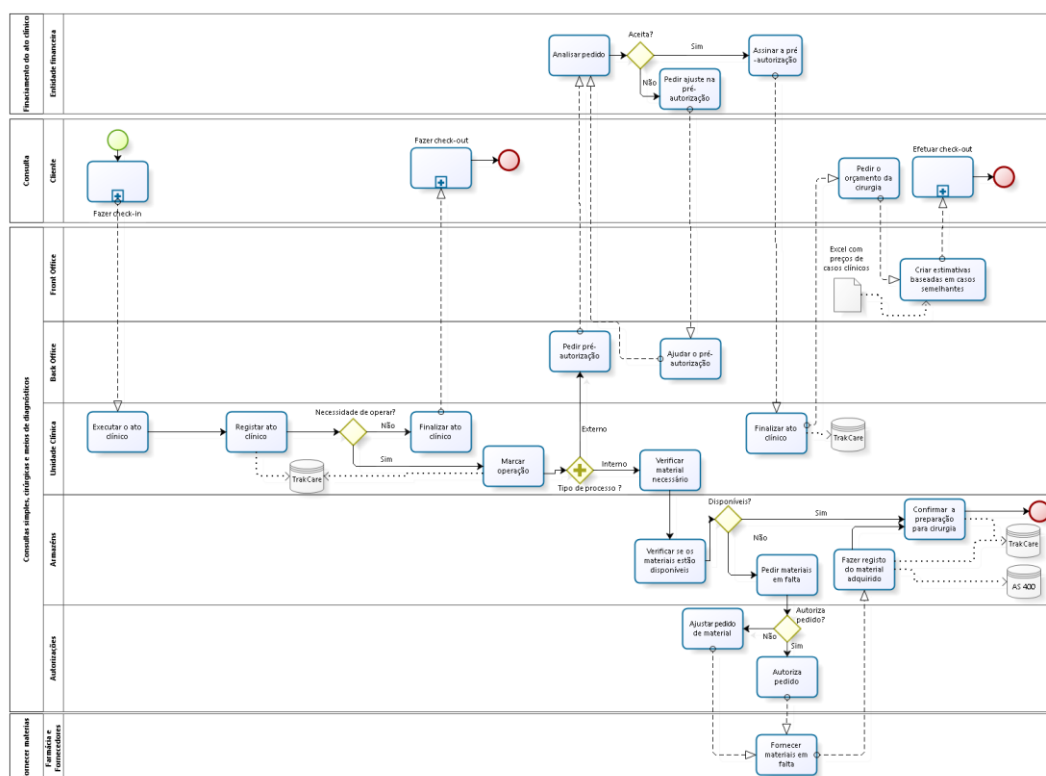 Finaciamento do ato clínico
Entidade financeira
Analisar pedido
Aceita?
Sim
Não
Assinar a pré
-autorização
Pedir ajuste na
pré-
autorização
Consulta
Cliente
Fazer check-in
Fazer check-out
Pedir o
orçamento da
cirurgia
Efetuar check-out
Consultas simples, cirúrgicas e meios de diagnósticos
Front Office
Excel com
preços de
casos clínicos
Criar estimativas
baseadas em casos
semelhantes
Back Office
Pedir pré-
autorização
Ajudar o pré-
autorização
Unidade Clínica
Executar o ato
clínico
Registar ato
clínico
Necessidade de operar?
Não
Sim
Finalizar ato
clínico
TrakCare
Marcar
operação
Externo
Interno
Tipo de processo ?
Verificar
material
necessário
Finalizar ato
clínico
TrakCare
Armazéns
Verificar se os
materiais estão
disponíveis
Disponíveis?
Sim
Não
Pedir materiais
em falta
Confirmar a
preparação
para cirurgia
Fazer registo
do material
adquirido
TrakCare
AS 400
Autorizações
Ajustar pedido
de material
Autoriza
pedido?
Não
Sim
Autoriza
pedido
Fornecer materias
Farmácia e
Fornecedores
Fornecer
materiais em
falta